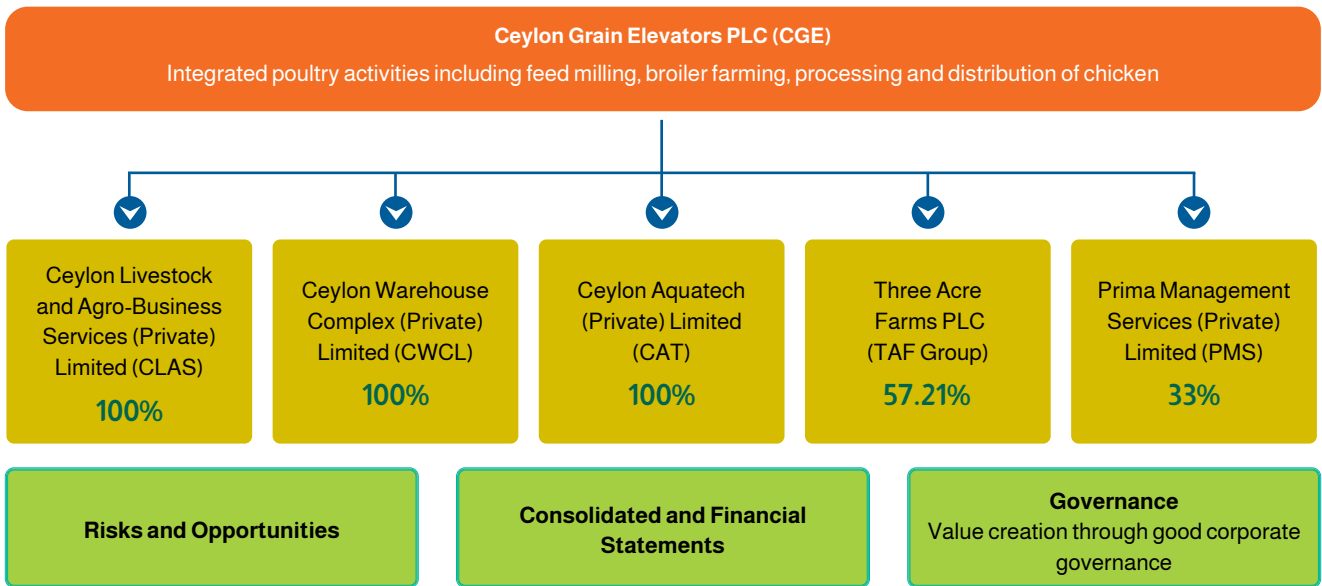 Ceylon Grain Elevators PLC (CGE)
Integrated poultry activities including feed milling, broiler farming, processing and distribution of chicken
Ceylon Livestock
and Agro-Business
Services (Private)
Limited (CLAS)
100%
Ceylon Warehouse
Complex (Private)
Limited (CWCL)
100%
Ceylon Aquatech
(Private) Limited
(CAT)
100%
Three Acre
Farms PLC
(TAF Group)
57.21%
Prima Management
Services (Private)
Limited (PMS)
33%
Risks and Opportunities
Consolidated and Financial
Statements
Governance
Value creation through good corporate
governance